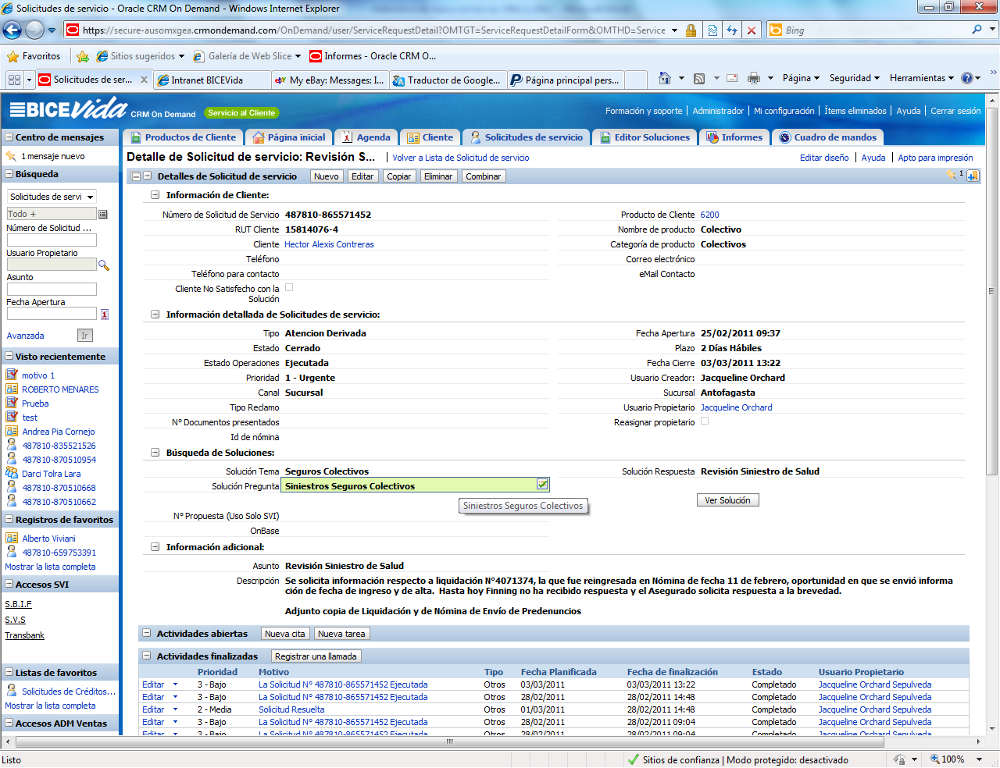 Solicitudes de servicio - Oracle CRM On Demand - Windows Internet Explorer
https://secure-ausomxgea.crmondemand.com/OnDemand/user/ServiceRequestDetail?OMTGT=ServiceRequestDetailForm&OMTHD=Service
Bing
Favoritos Sitios sugeridos Galería de Web Slice Informes - Oracle CRM O...
Solicitudes de ser... Intranet BICEVida My eBay: Messages: I... Traductor de Google... Página principal pers... Página Seguridad Herramientas
BICEVida CRM On Demand Servicio al Cliente
Formación y soporte Administrador Mi configuración Ítems eliminados Ayuda Cerrar sesión
Productos de Cliente Página inicial Agenda Cliente Solicitudes de servicio Editor Soluciones Informes Cuadro de mandos
Centro de mensajes
1 mensaje nuevo
Búsqueda
Solicitudes de servi
Todo +
Número de Solicitud ...
Usuario Propietario
Asunto
Fecha Apertura
Avanzada Ir
Visto recientemente
motivo 1
ROBERTO MENARES
Prueba
test
Andrea Pia Cornejo
487810-835521526
487810-870510954
Darci Tolra Lara
487810-870510668
487810-870510662
Registros de favoritos
Alberto Viviani
487810-659753391
Mostrar la lista completa
Accesos SVI
S.B.I.F
S.V.S
Transbank
Listas de favoritos
Solicitudes de Créditos...
Mostrar la lista completa
Accesos ADM Ventas
Detalle de Solicitud de servicio: Revisión S... Volver a Lista de Solicitud de servicio
Editar diseño Ayuda Apto para impresión
Detalles de Solicitud de servicio Nuevo Editar Copiar Eliminar Combinar 1
Información de Cliente:
Número de Solicitud de Servicio 487810-865571452 Producto de Cliente 6200
RUT Cliente 15814076-4 Nombre de producto Colectivo
Cliente Hector Alexis Contreras Categoría de producto Colectivos
Teléfono Correo electrónico
Teléfono para contacto eMail Contacto
Cliente No Satisfecho con la
Solución
Información detallada de Solicitudes de servicio:
Tipo Atencion Derivada Fecha Apertura 25/02/2011 09:37
Estado Cerrado Plazo 2 Días Hábiles
Estado Operaciones Ejecutada Fecha Cierre 03/03/2011 13:22
Prioridad 1 - Urgente Usuario Creador: Jacqueline Orchard
Canal Sucursal Sucursal Antofagasta
Tipo Reclamo Usuario Propietario Jacqueline Orchard
Nº Documentos presentados Reasignar propietario
Id de nómina
Búsqueda de Soluciones:
Solución Tema Seguros Colectivos Solución Respuesta Revisión Siniestro de Salud
Solución Pregunta Siniestros Seguros Colectivos
Siniestros Seguros Colectivos Ver Solución
Nº Propuesta (Uso Solo SVI)
OnBase
Información adicional:
Asunto Revisión Siniestro de Salud
Descripción Se solicita información respecto a liquidación Nº4071374, la que fue reingresada en Nómina de fecha 11 de febrero, oportunidad en que se envió informa
ción de fecha de ingreso y de alta. Hasta hoy Finning no ha recibido respuesta y el Asegurado solicita respuesta a la brevedad.
Adjunto copia de Liquidación y de Nómina de Envío de Predenuncios
Actividades abiertas Nueva cita Nueva tarea
Actividades finalizadas Registrar una llamada
Prioridad Motivo Tipo Fecha Planificada Fecha de finalización Estado Usuario Propietario
Editar 3 - Bajo La Solicitud Nº 487810-865571452 Ejecutada Otros 03/03/2011 03/03/2011 13:22 Completado Jacqueline Orchard Sepulveda
Editar 3 - Bajo La Solicitud Nº 487810-865571452 Ejecutada Otros 28/02/2011 28/02/2011 14:48 Completado Jacqueline Orchard Sepulveda
Editar 2 - Media Solicitud Resuelta Otros 01/03/2011 28/02/2011 14:48 Completado Jacqueline Orchard Sepulveda
Editar 3 - Bajo La Solicitud Nº 487810-865571452 Ejecutada Otros 28/02/2011 28/02/2011 09:04 Completado Jacqueline Orchard Sepulveda
Editar 3 - Bajo La Solicitud Nº 487810-865571452 Ejecutada Otros 28/02/2011 28/02/2011 09:04 Completado Jacqueline Orchard Sepulveda
Listo Sitios de confianza | Modo protegido: desactivado 100%